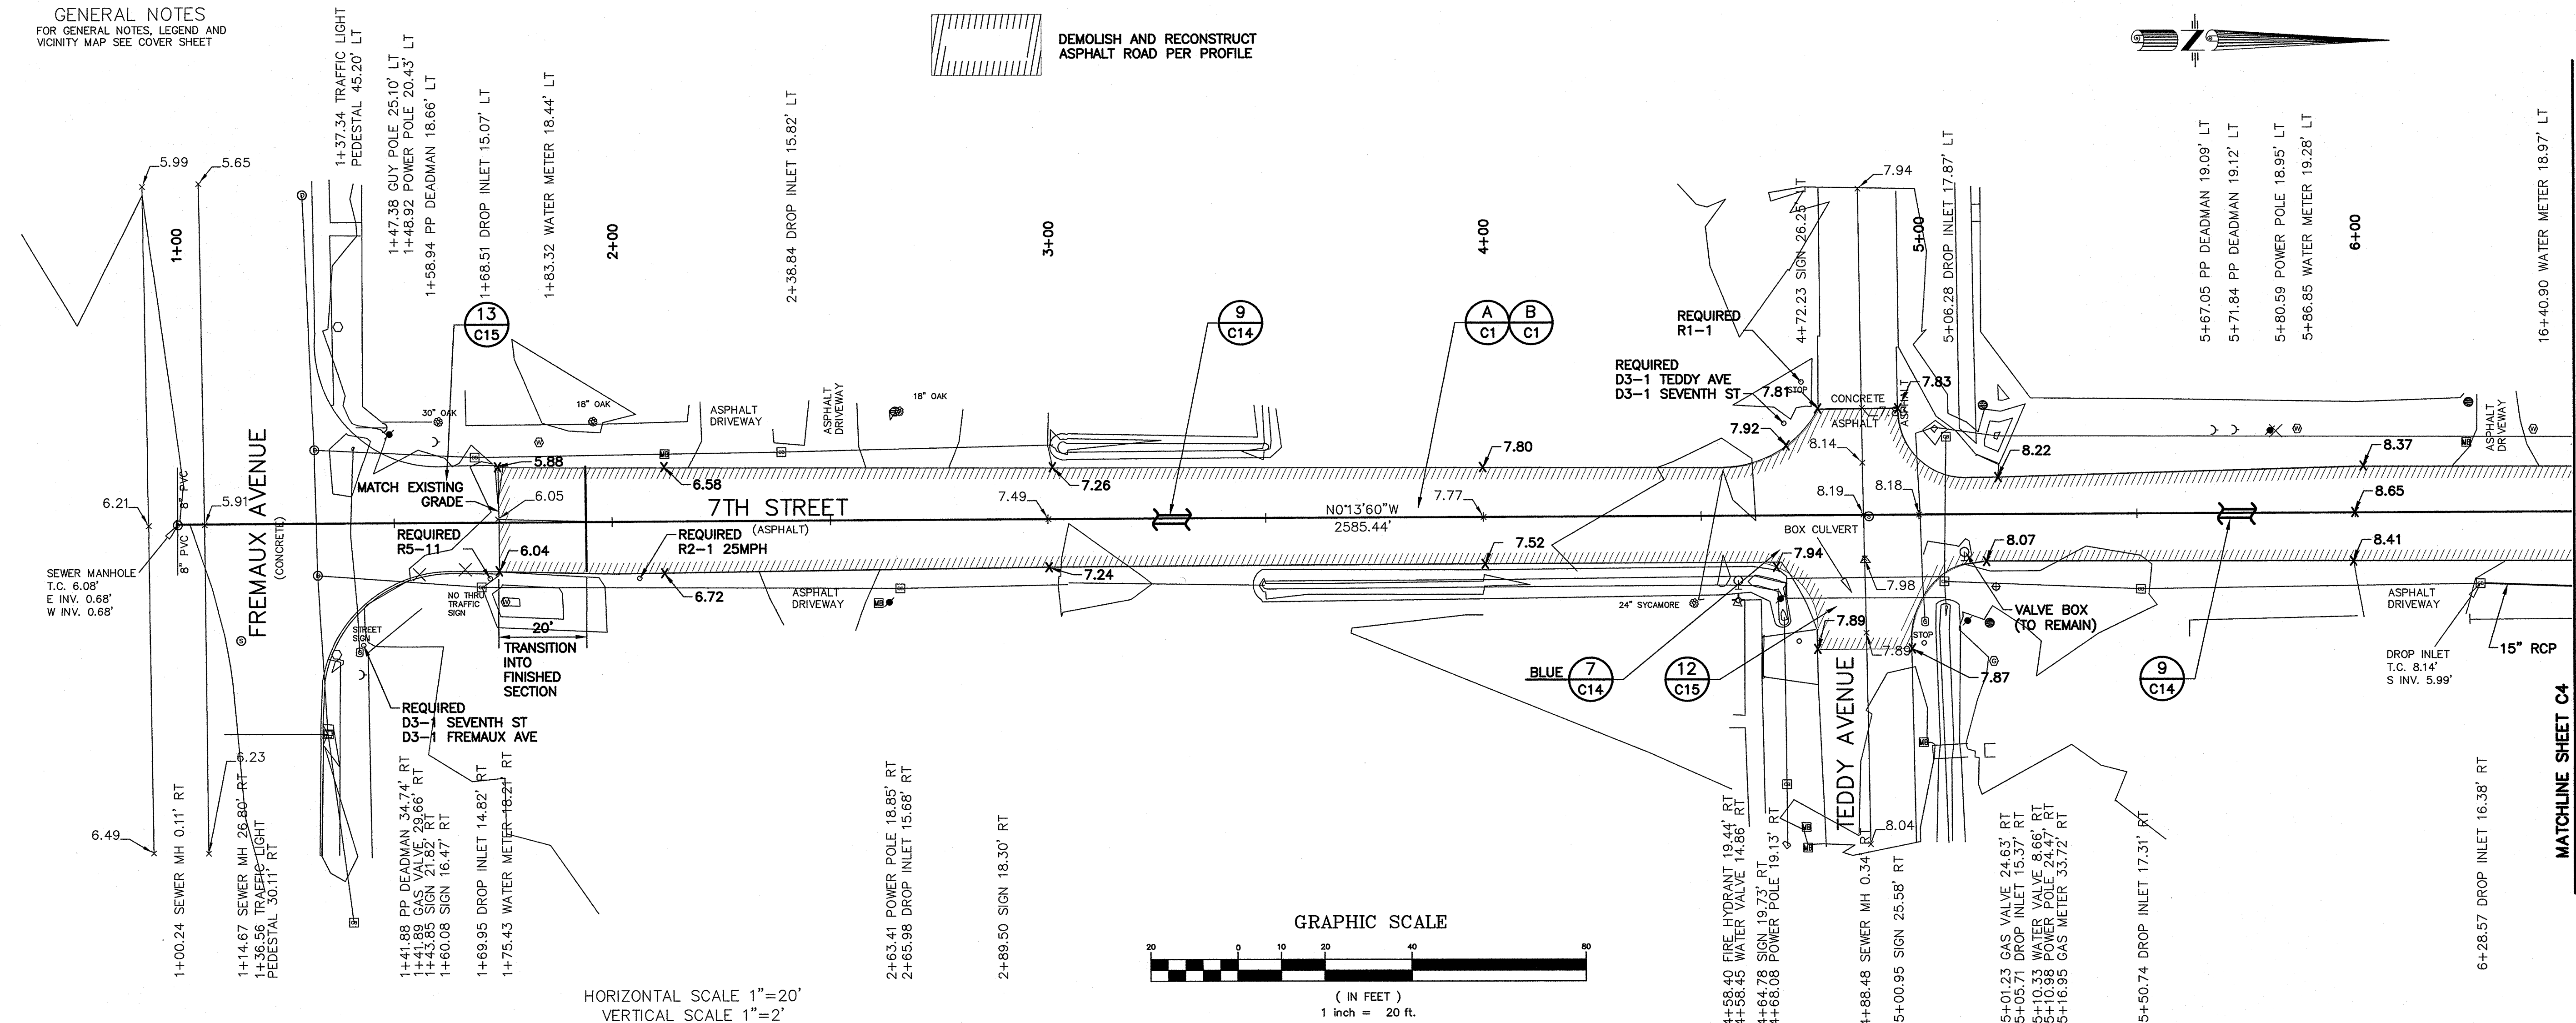 GENERAL NOTES
FOR GENERAL NOTES, LEGEND AND
VICINITY MAP SEE COVER SHEET
DEMOLISH AND RECONSTRUCT
ASPHALT ROAD PER PROFILE
N
1+37.34 TRAFFIC LIGHT
PEDESTAL 45.20' LT
1+47.38 GUY POLE 25.10' LT
1+48.92 POWER POLE 20.43' LT
1+58.94 PP DEADMAN 18.66' LT
1+68.51 DROP INLET 15.07' LT
1+83.32 WATER METER 18.44' LT
2+38.84 DROP INLET 15.82' LT
4+72.23 SIGN 26.25' LT
5+06.28 DROP INLET 17.87' LT
5+67.05 PP DEADMAN 19.09' LT
5+71.84 PP DEADMAN 19.12' LT
5+80.59 POWER POLE 18.95' LT
5+86.85 WATER METER 19.28' LT
16+40.90 WATER METER 18.97' LT
1+00
2+00
3+00
4+00
5+00
6+00
5.99
5.65
7.94
13
C15
9
C14
A
C1
B
C1
REQUIRED
R1-1
REQUIRED
D3-1 TEDDY AVE
D3-1 SEVENTH ST
7.81
STOP
7.83
CONCRETE
ASPHALT
ASPHALT
7.92
8.14
30" OAK
18" OAK
18" OAK
ASPHALT
DRIVEWAY
ASPHALT
DRIVEWAY
ASPHALT
DRIVEWAY
5.88
6.58
7.26
7.80
8.22
8.37
MATCH EXISTING
GRADE
6.05
6.21
5.91
8" PVC
8" PVC
FREMAUX AVENUE
(CONCRETE)
7TH STREET
(ASPHALT)
7.49
7.77
N0°13'60"W
2585.44'
8.19
8.18
8.65
BOX CULVERT
REQUIRED
R5-11
REQUIRED
R2-1 25MPH
6.04
6.72
7.24
7.52
7.94
7.98
8.07
8.41
SEWER MANHOLE
T.C. 6.08'
E INV. 0.68'
W INV. 0.68'
NO THRU
TRAFFIC
SIGN
STREET
SIGN
20'
TRANSITION
INTO
FINISHED
SECTION
ASPHALT
DRIVEWAY
24" SYCAMORE
7.89
7.89
STOP
7.87
VALVE BOX
(TO REMAIN)
ASPHALT
DRIVEWAY
BLUE
7
C14
12
C15
9
C14
DROP INLET
T.C. 8.14'
S INV. 5.99'
15" RCP
REQUIRED
D3-1 SEVENTH ST
D3-1 FREMAUX AVE
TEDDY AVENUE
MATCHLINE SHEET C4
6.23
6.49
8.04
1+00.24 SEWER MH 0.11' RT
1+14.67 SEWER MH 26.80' RT
1+36.56 TRAFFIC LIGHT
PEDESTAL 30.11' RT
1+41.88 PP DEADMAN 34.74' RT
1+41.89 GAS VALVE 29.66' RT
1+43.85 SIGN 21.82' RT
1+60.08 SIGN 16.47' RT
1+69.95 DROP INLET 14.82' RT
1+75.43 WATER METER 18.21' RT
2+63.41 POWER POLE 18.85' RT
2+65.98 DROP INLET 15.68' RT
2+89.50 SIGN 18.30' RT
4+58.40 FIRE HYDRANT 19.44' RT
4+58.45 WATER VALVE 14.86' RT
4+64.78 SIGN 19.73' RT
4+68.08 POWER POLE 19.13' RT
4+88.48 SEWER MH 0.34' RT
5+00.95 SIGN 25.58' RT
5+01.23 GAS VALVE 24.63' RT
5+05.71 DROP INLET 15.37' RT
5+10.33 WATER VALVE 8.66' RT
5+10.98 POWER POLE 24.47' RT
5+16.95 GAS METER 33.72' RT
5+50.74 DROP INLET 17.31' RT
6+28.57 DROP INLET 16.38' RT
GRAPHIC SCALE
20 0 10 20 40 80
( IN FEET )
1 inch = 20 ft.
HORIZONTAL SCALE 1"=20'
VERTICAL SCALE 1"=2'